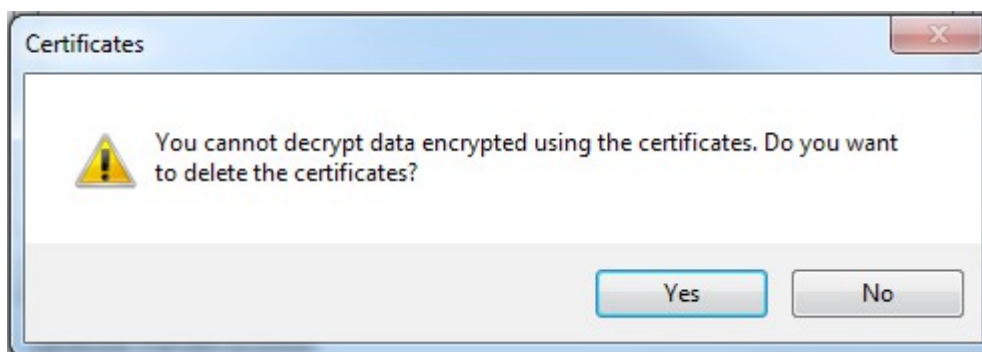 Certificates
You cannot decrypt data encrypted using the certificates. Do you want
to delete the certificates?
Yes
No